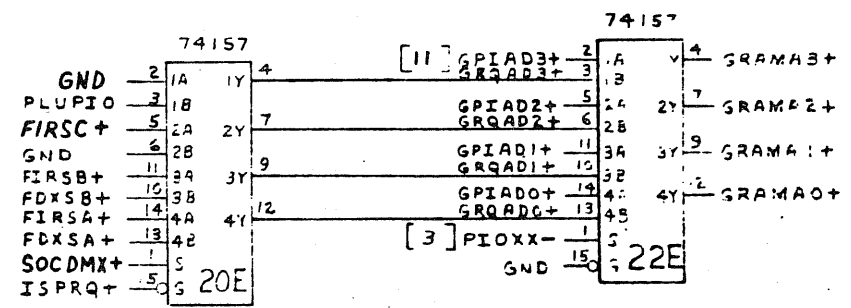 74157
74157
[11] GPIAD3+ 2 1A 4 GRAMA3+
GRQAD3+ 3 1B
GND 2 1A 1Y 4
PLUPIO 3 1B
GPIAD2+ 5 2A 2Y 7 GRAMA2+
FIRSC+ 5 2A 2Y 7
GRQAD2+ 6 2B
GND 6 2B
GPIAD1+ 11 3A 3Y 9 GRAMA1+
FIRSB+ 11 3A 3Y 9
GRQAD1+ 10 3B
FDXSB+ 10 3B
GPIAD0+ 14 4A 4Y GRAMA0+
FIRSA+ 14 4A 4Y 12
GRQAD0+ 13 4B
FDXSA+ 13 4B
[3] PIOXX- 1 S
SOCDMX+ 1 S
GND 15 G 22E
ISPRQ+ G 20E